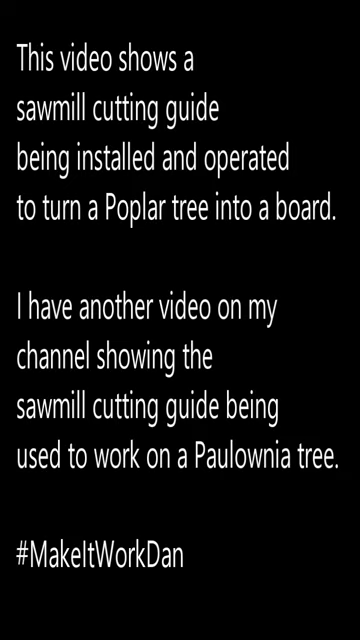 This video shows a
sawmill cutting guide
being installed and operated
to turn a Poplar tree into a board.
I have another video on my
channel showing the
sawmill cutting guide being
used to work on a Paulownia tree.
#MakeItWorkDan